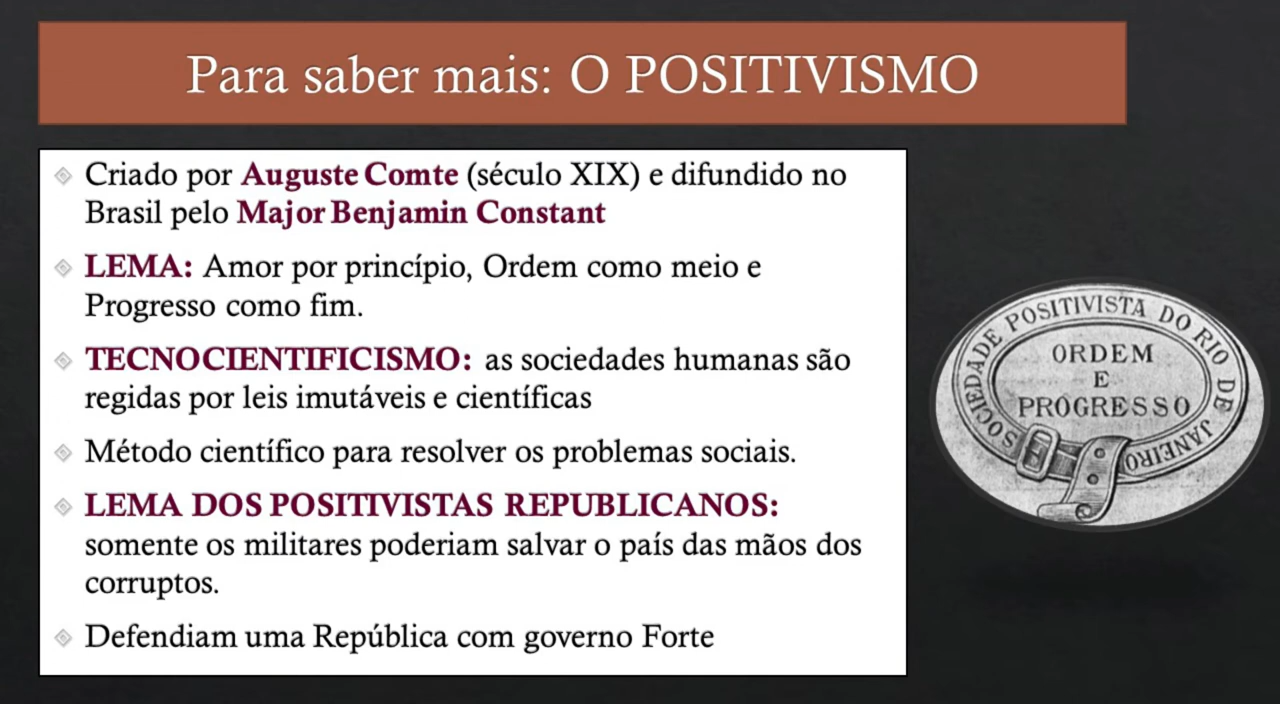 Para saber mais: O POSITIVISMO
Criado por Auguste Comte (século XIX) e difundido no
Brasil pelo Major Benjamin Constant
LEMA: Amor por princípio, Ordem como meio e
Progresso como fim.
TECNOCIENTIFICISMO: as sociedades humanas são
regidas por leis imutáveis e científicas
Método científico para resolver os problemas sociais.
LEMA DOS POSITIVISTAS REPUBLICANOS:
somente os militares poderiam salvar o país das mãos dos
corruptos.
Defendiam uma República com governo Forte
SOCIEDADE POSITIVISTA DO RIO DE JANEIRO
ORDEM
E
PROGRESSO